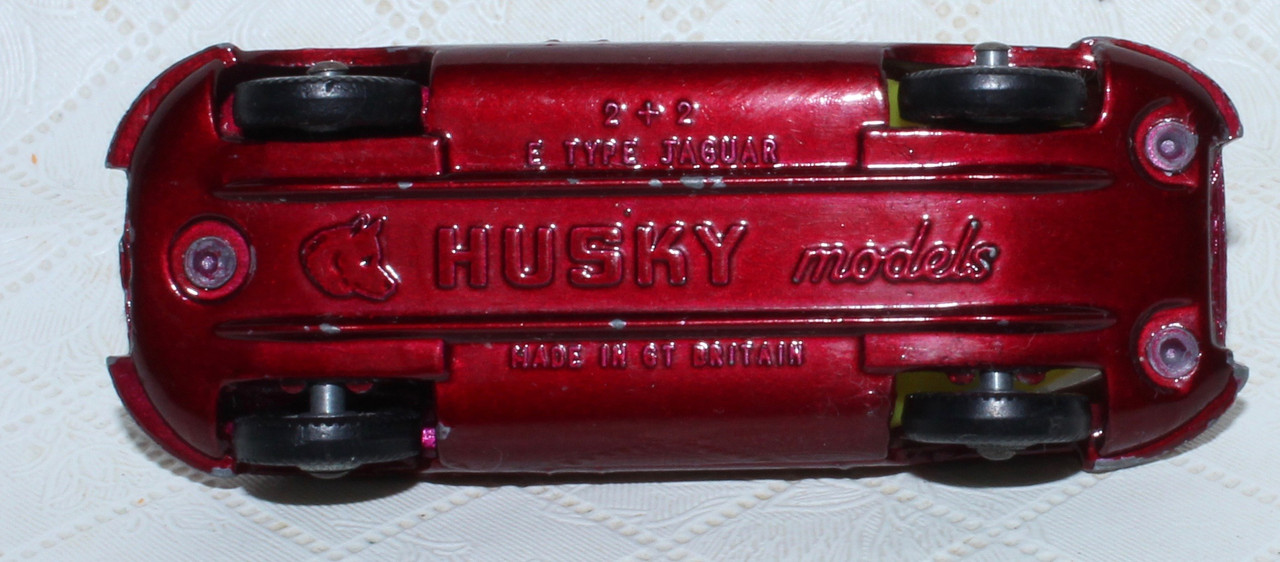 2 + 2
E TYPE JAGUAR
HUSKY models
MADE IN GT BRITAIN